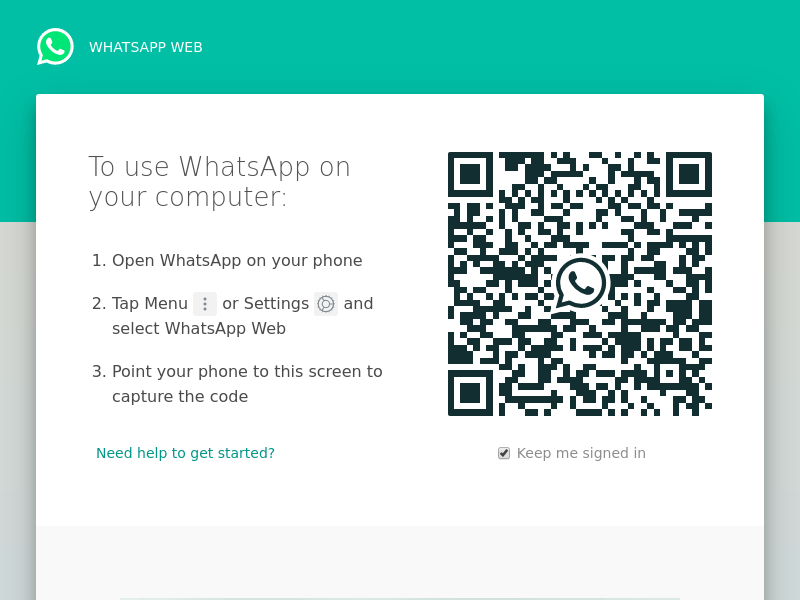 WHATSAPP WEB
To use WhatsApp on
your computer:
1. Open WhatsApp on your phone
2. Tap Menu or Settings and
select WhatsApp Web
3. Point your phone to this screen to
capture the code
Need help to get started?
Keep me signed in